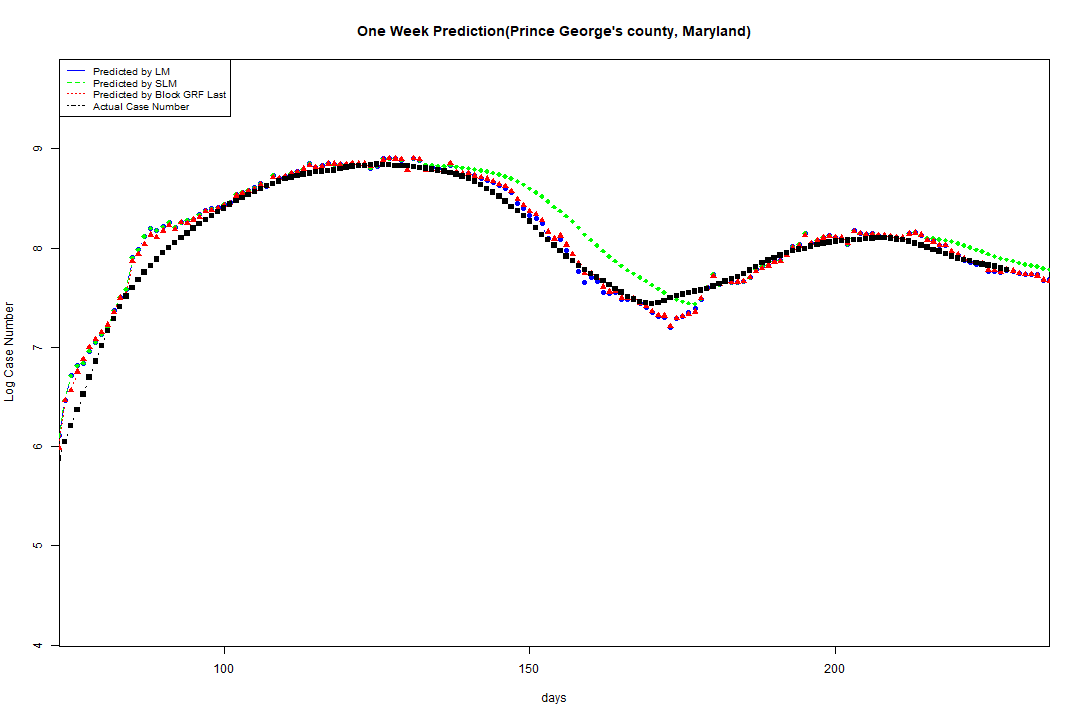 One Week Prediction(Prince George's county, Maryland)
Predicted by LM
Predicted by SLM
Predicted by Block GRF Last
Actual Case Number
9
8
7
6
5
4
Log Case Number
100 150 200
days